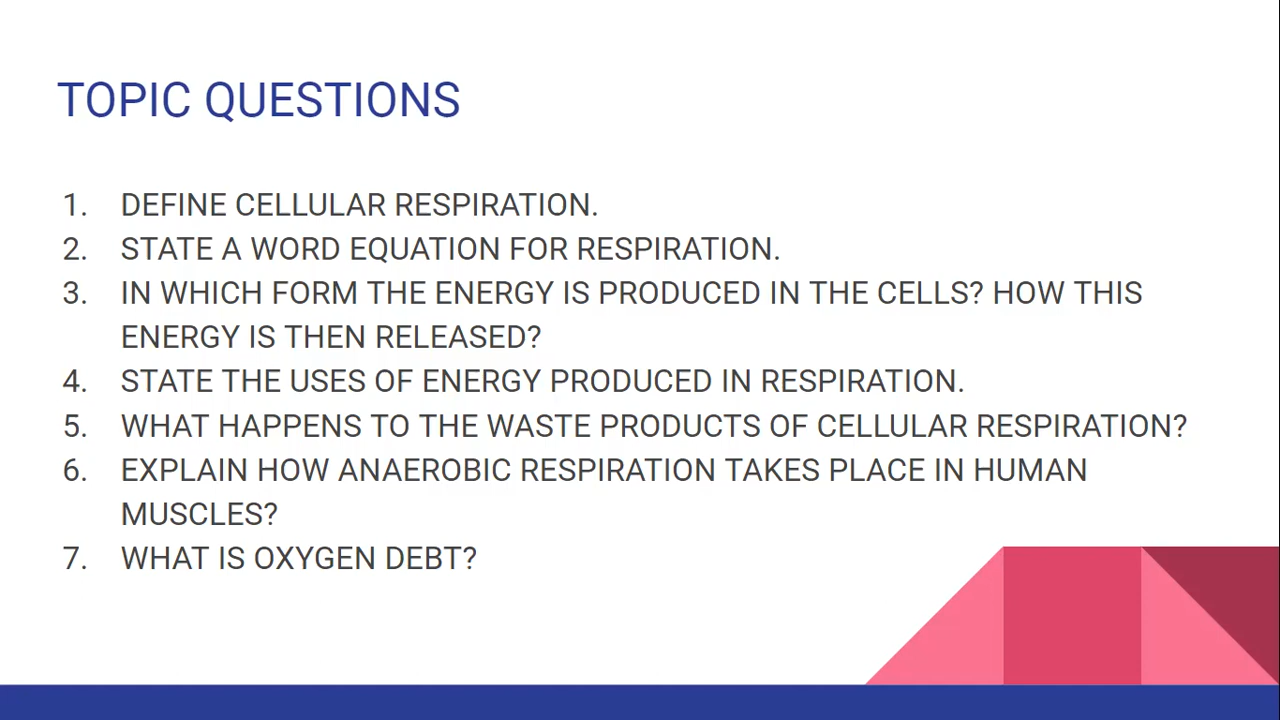 TOPIC QUESTIONS
1. DEFINE CELLULAR RESPIRATION.
2. STATE A WORD EQUATION FOR RESPIRATION.
3. IN WHICH FORM THE ENERGY IS PRODUCED IN THE CELLS? HOW THIS
ENERGY IS THEN RELEASED?
4. STATE THE USES OF ENERGY PRODUCED IN RESPIRATION.
5. WHAT HAPPENS TO THE WASTE PRODUCTS OF CELLULAR RESPIRATION?
6. EXPLAIN HOW ANAEROBIC RESPIRATION TAKES PLACE IN HUMAN
MUSCLES?
7. WHAT IS OXYGEN DEBT?